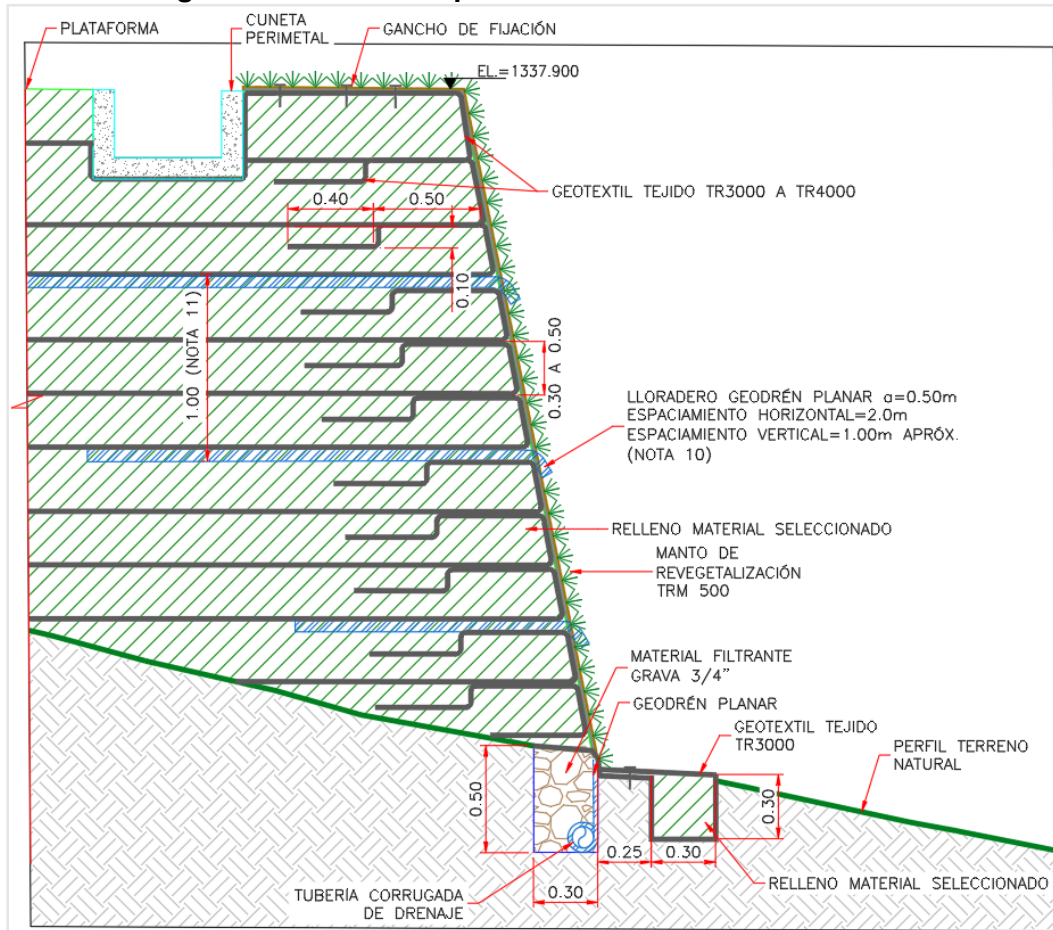 PLATAFORMA
CUNETA
PERIMETAL
GANCHO DE FIJACIÓN
EL.=1337.900
GEOTEXTIL TEJIDO TR3000 A TR4000
0.40
0.50
0.10
1.00 (NOTA 11)
0.30 A 0.50
LLORADERO GEODRÉN PLANAR a=0.50m
ESPACIAMIENTO HORIZONTAL=2.0m
ESPACIAMIENTO VERTICAL=1.00m APRÓX.
(NOTA 10)
RELLENO MATERIAL SELECCIONADO
MANTO DE
REVEGETALIZACIÓN
TRM 500
MATERIAL FILTRANTE
GRAVA 3/4"
GEODRÉN PLANAR
GEOTEXTIL TEJIDO
TR3000
PERFIL TERRENO
NATURAL
0.50
0.30
0.25
0.30
0.30
RELLENO MATERIAL SELECCIONADO
TUBERÍA CORRUGADA
DE DRENAJE